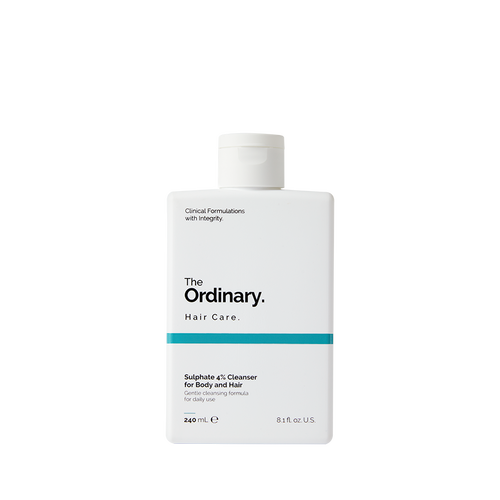 Clinical Formulations
with Integrity.
The
Ordinary.
Hair Care.
Sulphate 4% Cleanser
for Body and Hair
Gentle cleansing formula
for daily use
240 mL ℮ 8.1 fl. oz. U.S.